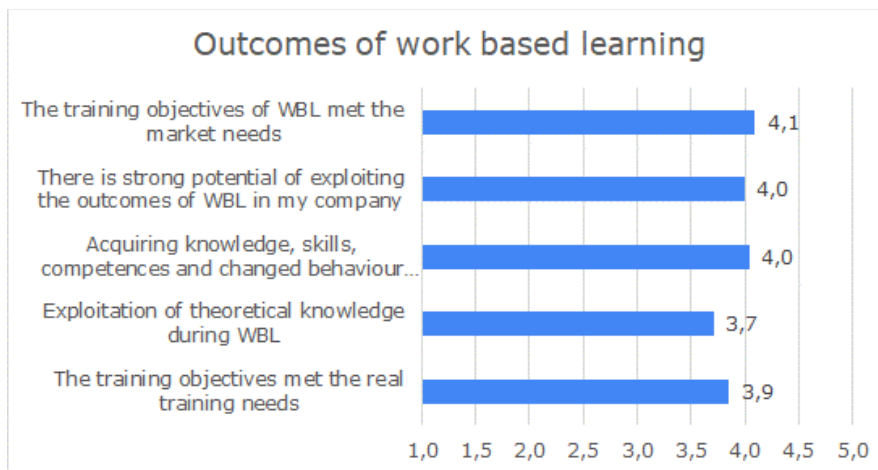 Outcomes of work based learning
The training objectives of WBL met the
market needs
4,1
There is strong potential of exploiting
the outcomes of WBL in my company
4,0
Acquiring knowledge, skills,
competences and changed behaviour...
4,0
Exploitation of theoretical knowledge
during WBL
3,7
The training objectives met the real
training needs
3,9
1,0 1,5 2,0 2,5 3,0 3,5 4,0 4,5 5,0